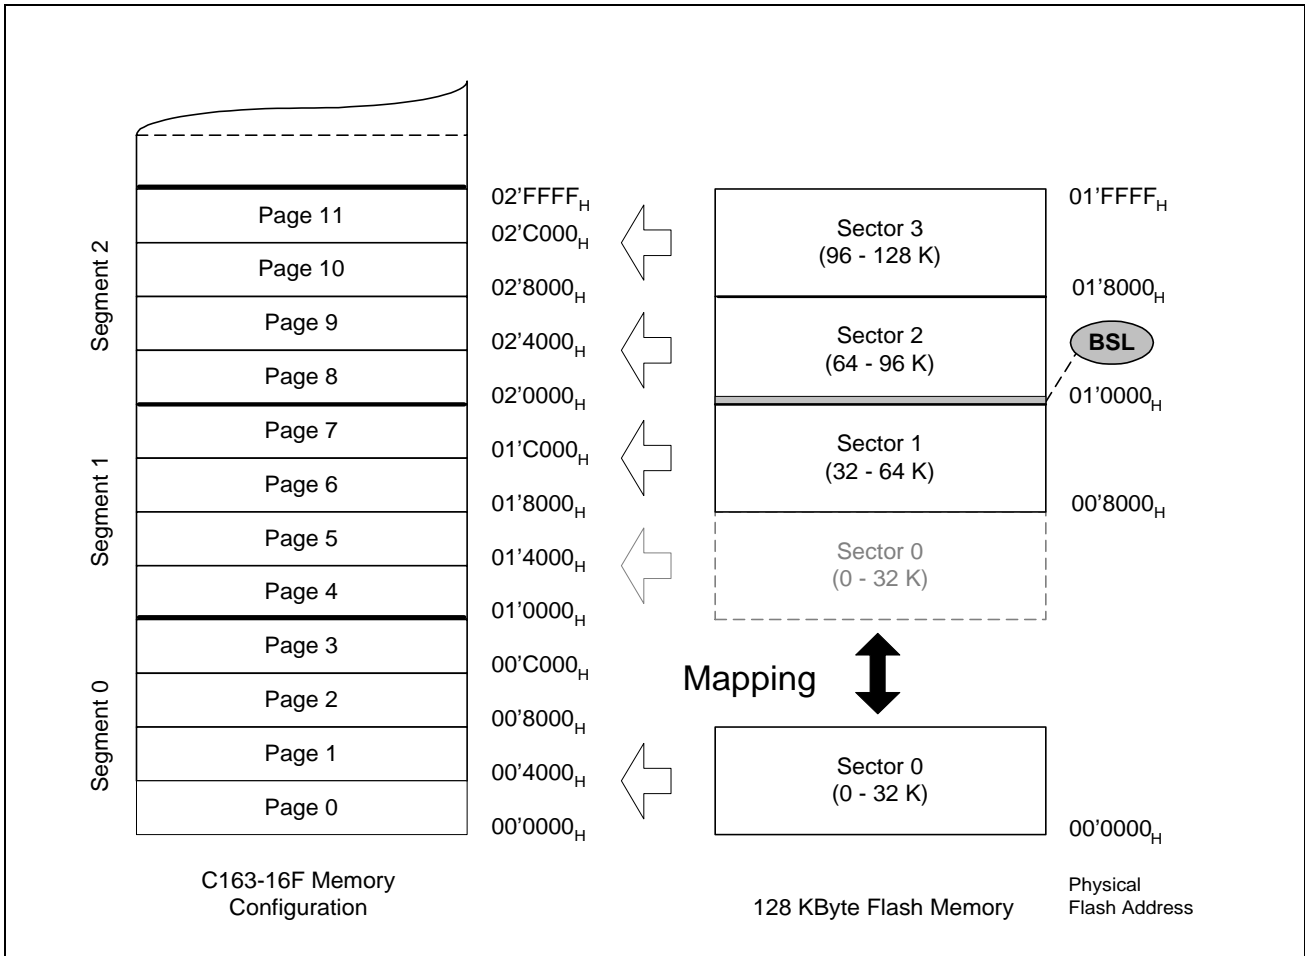 Segment 2
Segment 1
Segment 0
Page 11
Page 10
Page 9
Page 8
Page 7
Page 6
Page 5
Page 4
Page 3
Page 2
Page 1
Page 0
02’FFFFH
02’C000H
02’8000H
02’4000H
02’0000H
01’C000H
01’8000H
01’4000H
01’0000H
00’C000H
00’8000H
00’4000H
00’0000H
Sector 3
(96 - 128 K)
Sector 2
(64 - 96 K)
Sector 1
(32 - 64 K)
Sector 0
(0 - 32 K)
Mapping
Sector 0
(0 - 32 K)
01’FFFFH
01’8000H
BSL
01’0000H
00’8000H
00’0000H
C163-16F Memory
Configuration
128 KByte Flash Memory
Physical
Flash Address